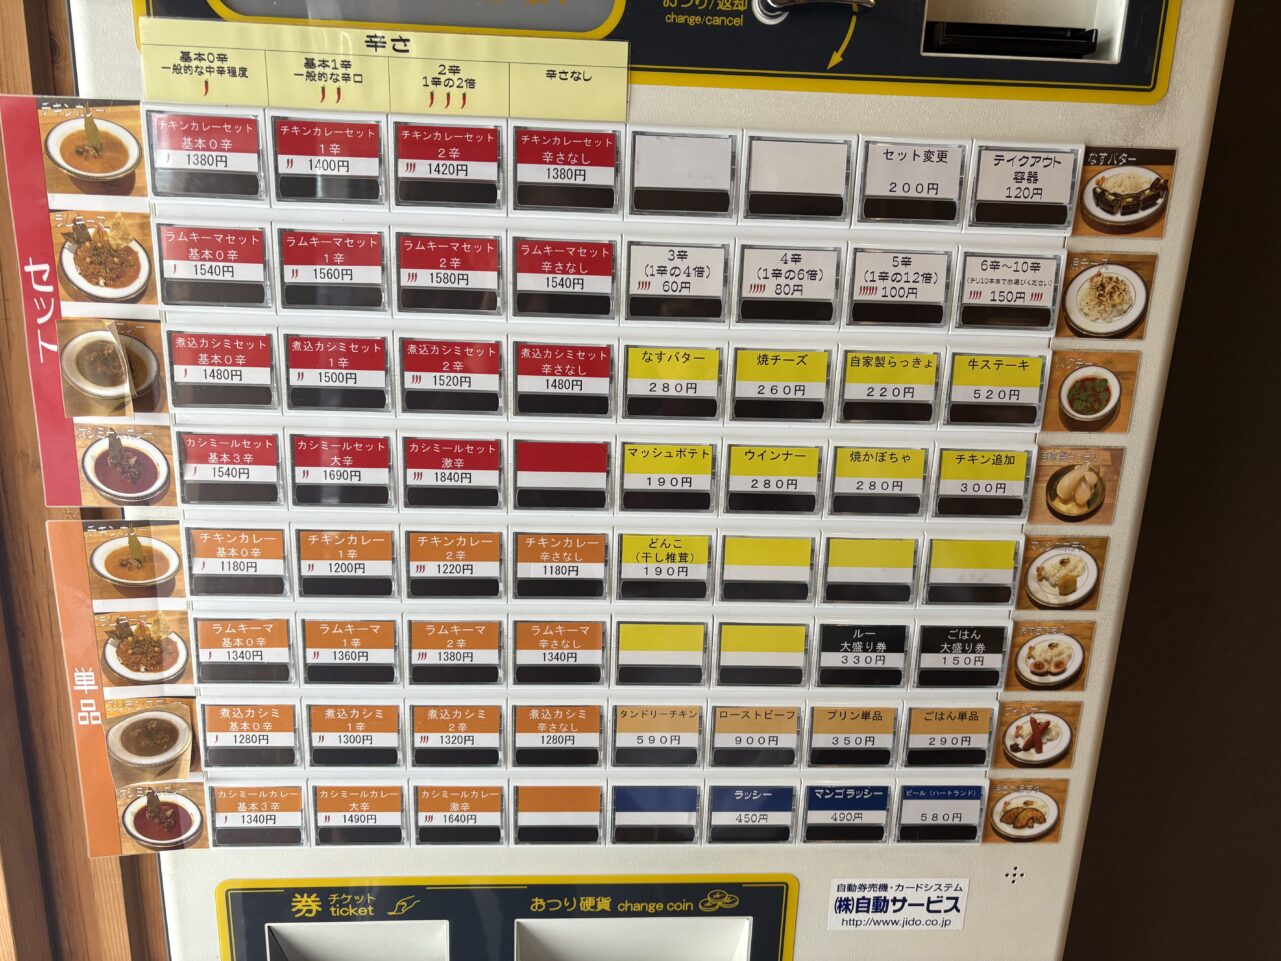 おつり/返却
change/cancel
辛さ
基本0辛
一般的な中辛程度
基本1辛
一般的な辛口
2辛
1辛の2倍
辛さなし
セット
チキンカレー
チキンカレーセット
基本0辛
1380円
チキンカレーセット
1辛
1400円
チキンカレーセット
2辛
1420円
チキンカレーセット
辛さなし
1380円
セット変更
200円
テイクアウト
容器
120円
なすバター
ラムキーマ
ラムキーマセット
基本0辛
1540円
ラムキーマセット
1辛
1560円
ラムキーマセット
2辛
1580円
ラムキーマセット
辛さなし
1540円
3辛
(1辛の4倍)
60円
4辛
(1辛の6倍)
80円
5辛
(1辛の12倍)
100円
6辛～10辛
(チリ10本までお選びください)
150円
煮込カシミセット
基本0辛
1480円
煮込カシミセット
1辛
1500円
煮込カシミセット
2辛
1520円
煮込カシミセット
辛さなし
1480円
なすバター
280円
焼チーズ
260円
自家製らっきょ
220円
牛ステーキ
520円
カシミールセット
基本3辛
1540円
カシミールセット
大辛
1690円
カシミールセット
激辛
1840円
マッシュポテト
190円
ウインナー
280円
焼かぼちゃ
280円
チキン追加
300円
単品
チキンカレー
チキンカレー
基本0辛
1180円
チキンカレー
1辛
1200円
チキンカレー
2辛
1220円
チキンカレー
辛さなし
1180円
どんこ
(干し椎茸)
190円
ラムキーマ
基本0辛
1340円
ラムキーマ
1辛
1360円
ラムキーマ
2辛
1380円
ラムキーマ
辛さなし
1340円
ルー
大盛り券
330円
ごはん
大盛り券
150円
煮込カシミ
基本0辛
1280円
煮込カシミ
1辛
1300円
煮込カシミ
2辛
1320円
煮込カシミ
辛さなし
1280円
タンドリーチキン
590円
ローストビーフ
900円
プリン単品
350円
ごはん単品
290円
カシミールカレー
基本3辛
1340円
カシミールカレー
大辛
1490円
カシミールカレー
激辛
1640円
ラッシー
450円
マンゴラッシー
490円
ビール(ハートランド)
580円
券 チケット
ticket
おつり硬貨 change coin
自動券売機・カードシステム
(株)自動サービス
http://www.jido.co.jp